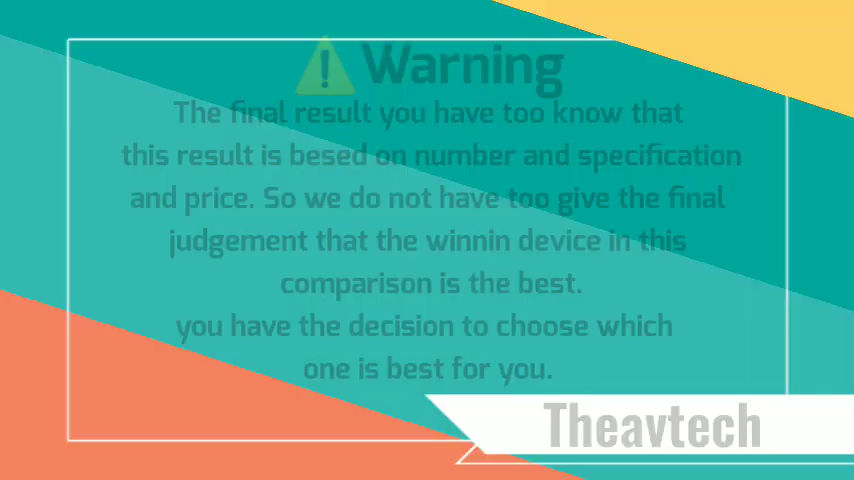 Warning
The final result you have too know that
this result is besed on number and specification
and price. So we do not have too give the final
judgement that the winnin device in this
comparison is the best.
you have the decision to choose which
one is best for you.
Theavtech